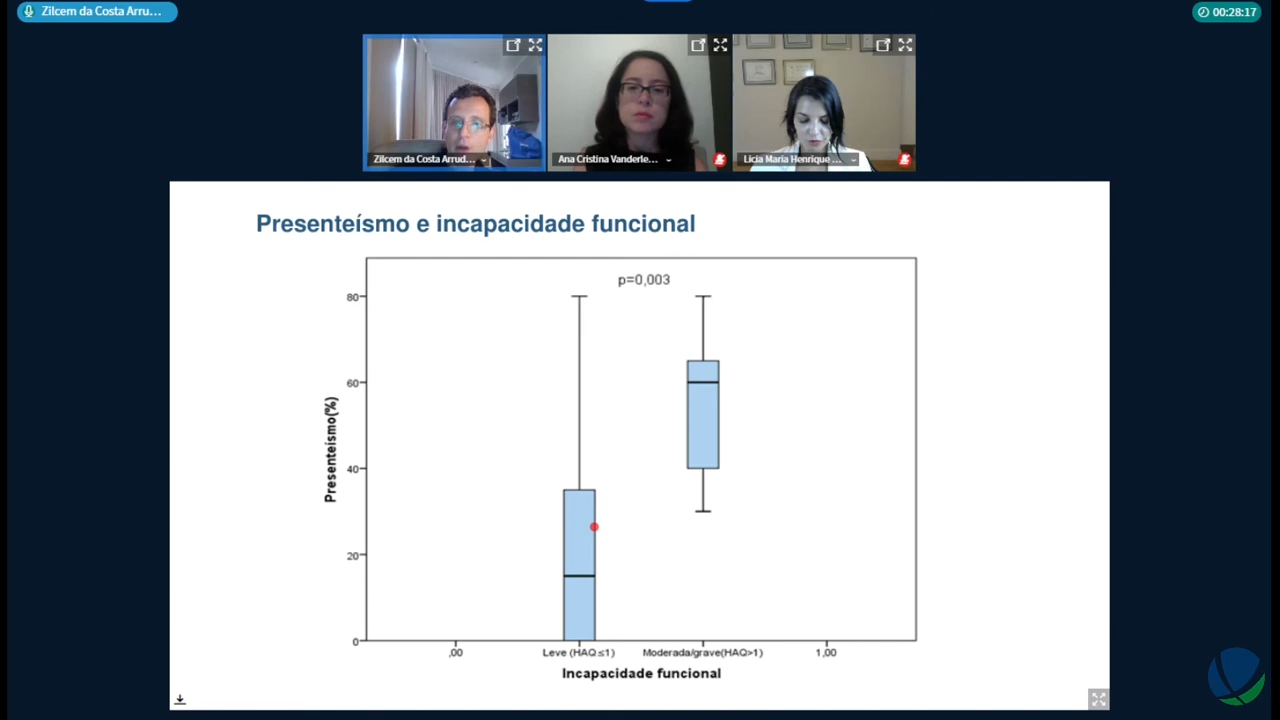 Zilcem da Costa Arru...
00:28:17
Zilcem da Costa Arrud...
Ana Cristina Vanderle...
Licia Maria Henrique ...
Presenteísmo e incapacidade funcional
p=0,003
80
60
40
20
0
Presenteismo(%)
,00
Leve (HAQ ≤1)
Moderada/grave(HAQ>1)
1,00
Incapacidade funcional